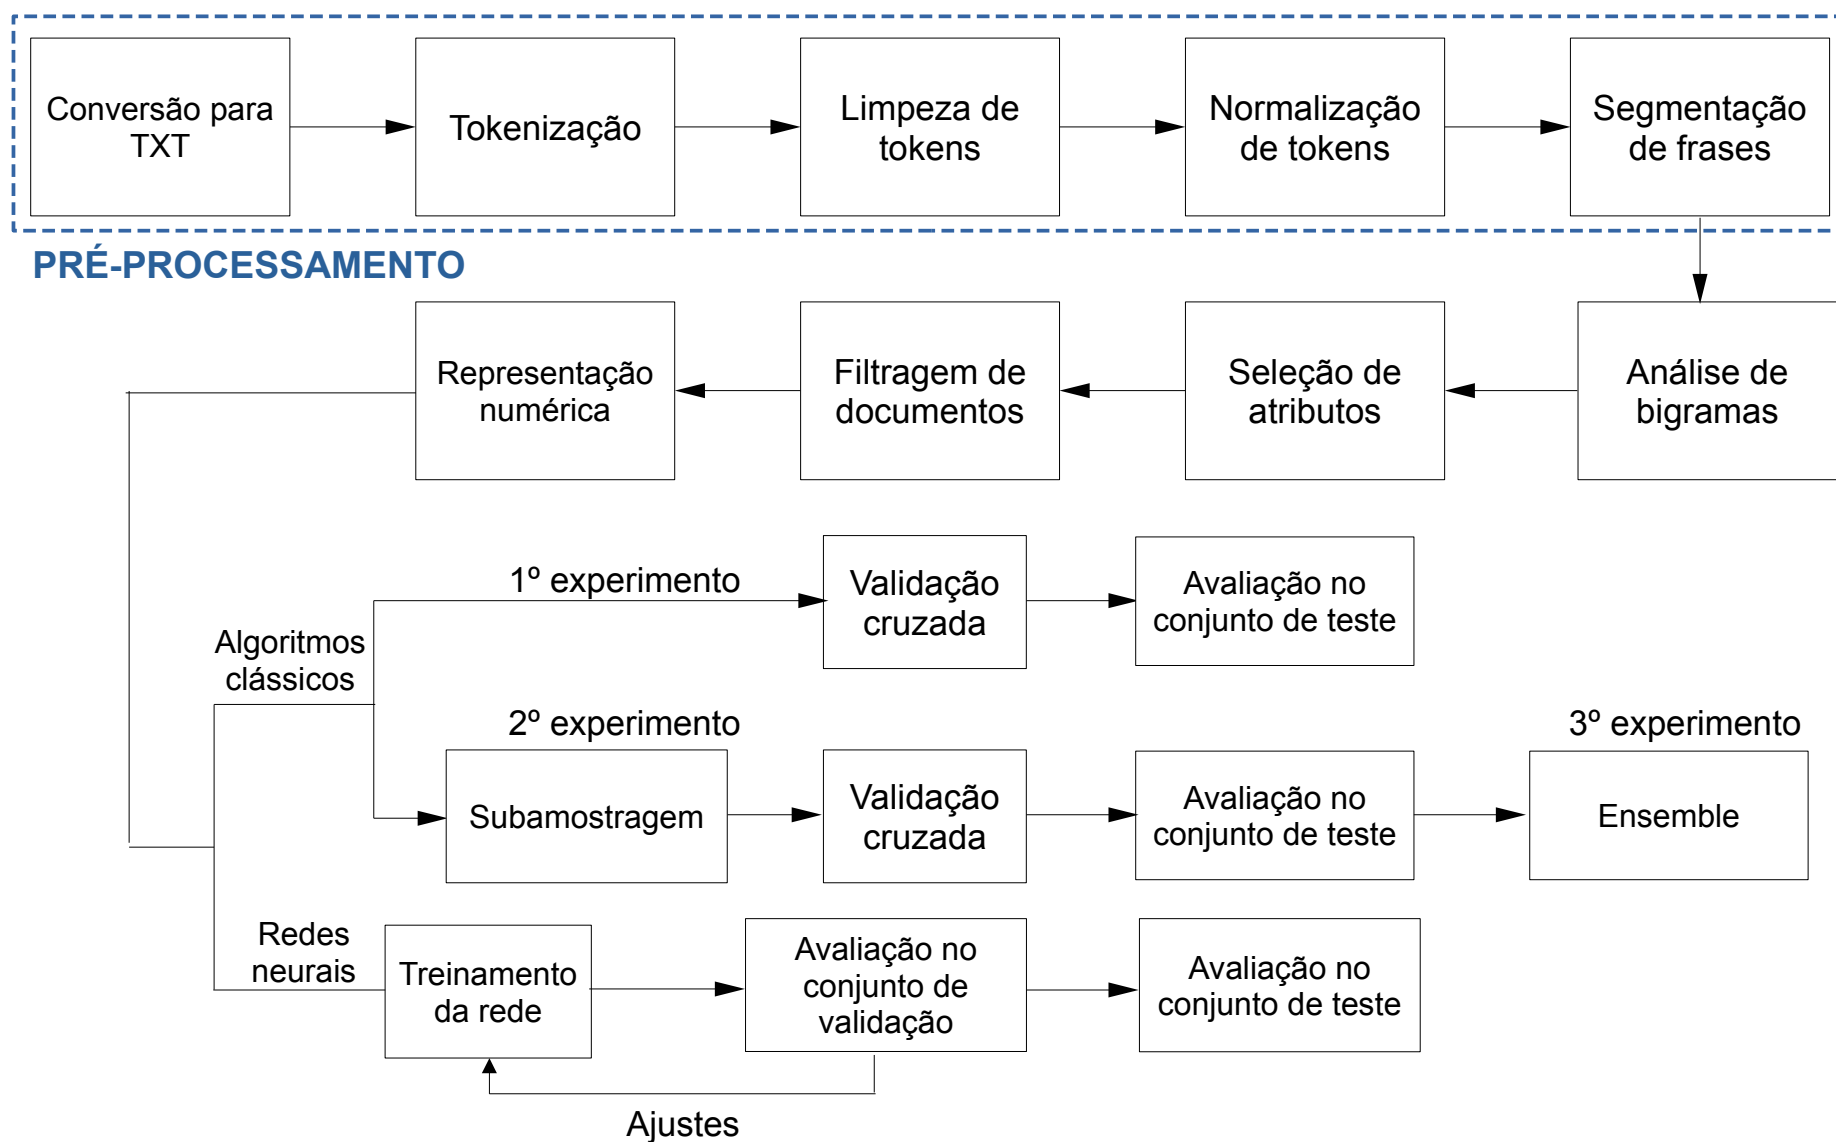 Conversão para
TXT
Tokenização
Limpeza de
tokens
Normalização
de tokens
Segmentação
de frases
PRÉ-PROCESSAMENTO
Representação
numérica
Filtragem de
documentos
Seleção de
atributos
Análise de
bigramas
1º experimento
Validação
cruzada
Avaliação no
conjunto de teste
Algoritmos
clássicos
2º experimento
3º experimento
Subamostragem
Validação
cruzada
Avaliação no
conjunto de teste
Ensemble
Redes
neurais
Treinamento
da rede
Avaliação no
conjunto de
validação
Avaliação no
conjunto de teste
Ajustes